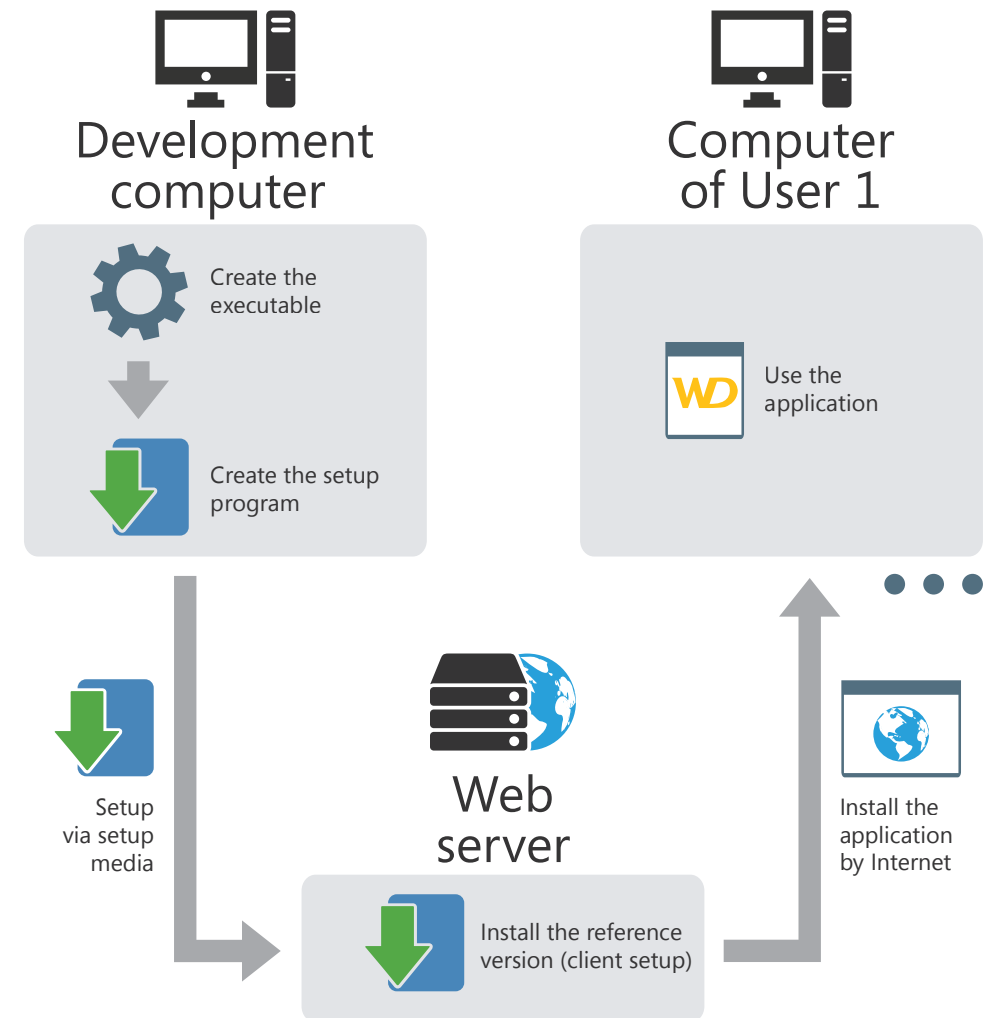 Development
computer
Create the
executable
Create the setup
program
Computer
of User 1
WD
Use the
application
Setup
via setup
media
Web
server
Install the reference
version (client setup)
Install the
application
by Internet